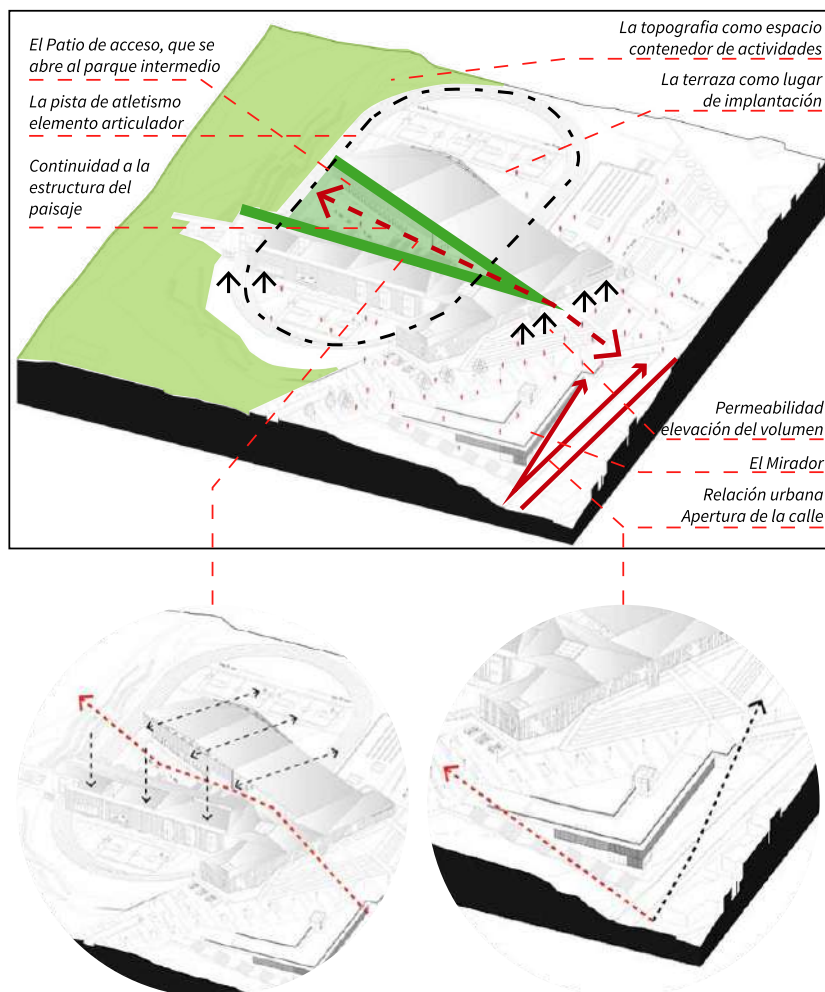 El Patio de acceso, que se
abre al parque intermedio
La pista de atletismo
elemento articulador
Continuidad a la
estructura del
paisaje
La topografia como espacio
contenedor de actividades
La terraza como lugar
de implantación
Permeabilidad
elevación del volumen
El Mirador
Relación urbana
Apertura de la calle